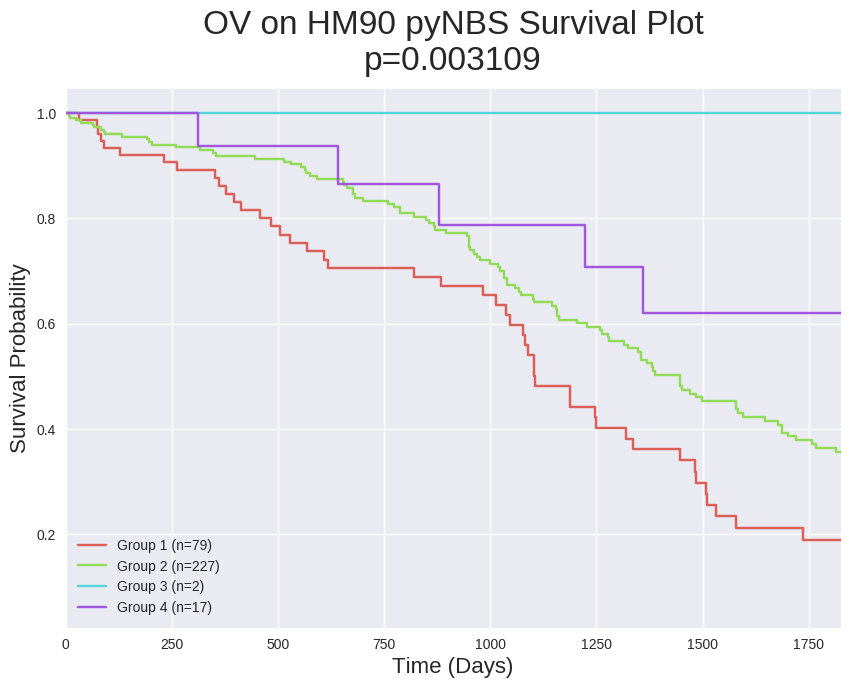 OV on HM90 pyNBS Survival Plot
p=0.003109
Survival Probability
1.0
0.8
0.6
0.4
0.2
Group 1 (n=79)
Group 2 (n=227)
Group 3 (n=2)
Group 4 (n=17)
0 250 500 750 1000 1250 1500 1750
Time (Days)